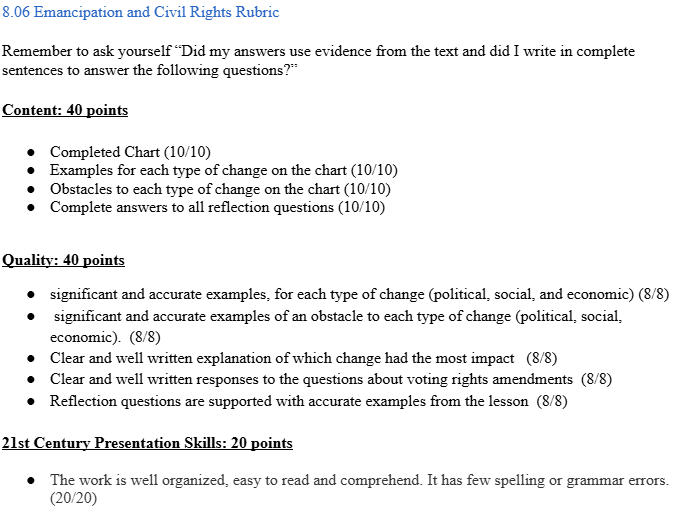 8.06 Emancipation and Civil Rights Rubric
Remember to ask yourself “Did my answers use evidence from the text and did I write in complete
sentences to answer the following questions?”
Content: 40 points
● Completed Chart (10/10)
● Examples for each type of change on the chart (10/10)
● Obstacles to each type of change on the chart (10/10)
● Complete answers to all reflection questions (10/10)
Quality: 40 points
● significant and accurate examples, for each type of change (political, social, and economic) (8/8)
● significant and accurate examples of an obstacle to each type of change (political, social,
economic). (8/8)
● Clear and well written explanation of which change had the most impact (8/8)
● Clear and well written responses to the questions about voting rights amendments (8/8)
● Reflection questions are supported with accurate examples from the lesson (8/8)
21st Century Presentation Skills: 20 points
● The work is well organized, easy to read and comprehend. It has few spelling or grammar errors.
(20/20)